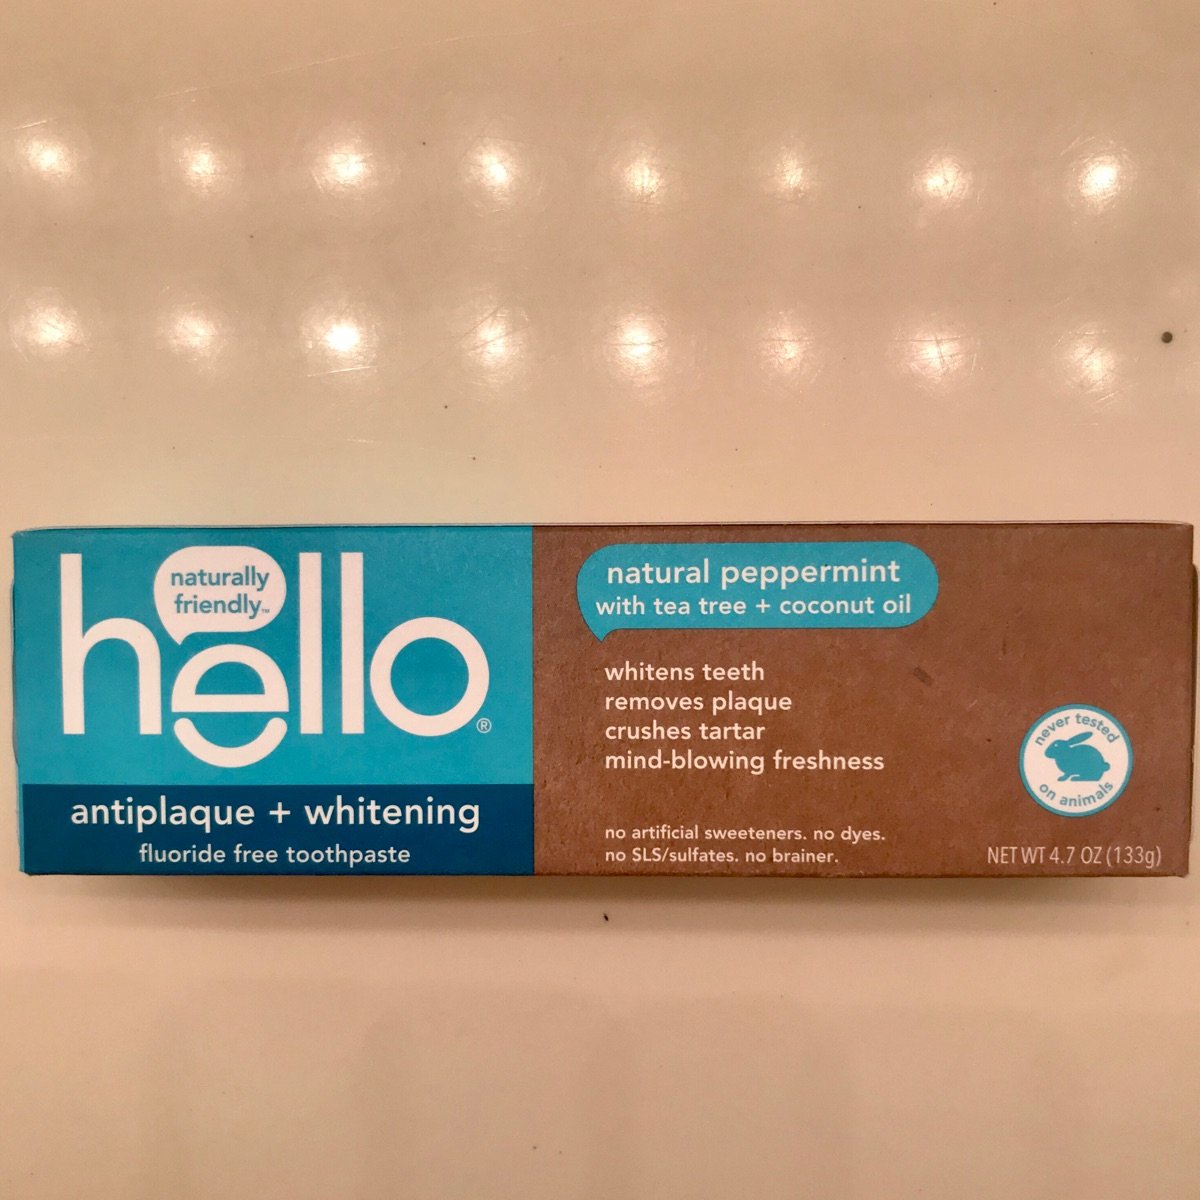 naturally
friendly™
hello®
antiplaque + whitening
fluoride free toothpaste
natural peppermint
with tea tree + coconut oil
whitens teeth
removes plaque
crushes tartar
mind-blowing freshness
no artificial sweeteners. no dyes.
no SLS/sulfates. no brainer.
never tested
on animals
NET WT 4.7 OZ (133g)